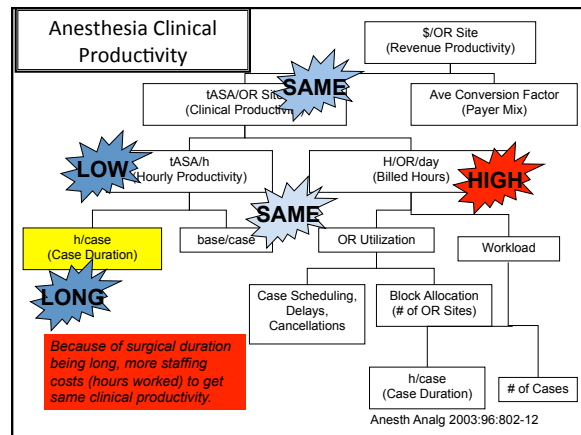 Anesthesia Clinical
Productivity
$/OR Site
(Revenue Productivity)
SAME
tASA/OR Site
(Clinical Productivity)
Ave Conversion Factor
(Payer Mix)
LOW
tASA/h
(Hourly Productivity)
H/OR/day
(Billed Hours)
HIGH
SAME
h/case
(Case Duration)
base/case
OR Utilization
Workload
LONG
Case Scheduling,
Delays,
Cancellations
Block Allocation
(# of OR Sites)
Because of surgical duration
being long, more staffing
costs (hours worked) to get
same clinical productivity.
h/case
(Case Duration)
# of Cases
Anesth Analg 2003:96:802-12